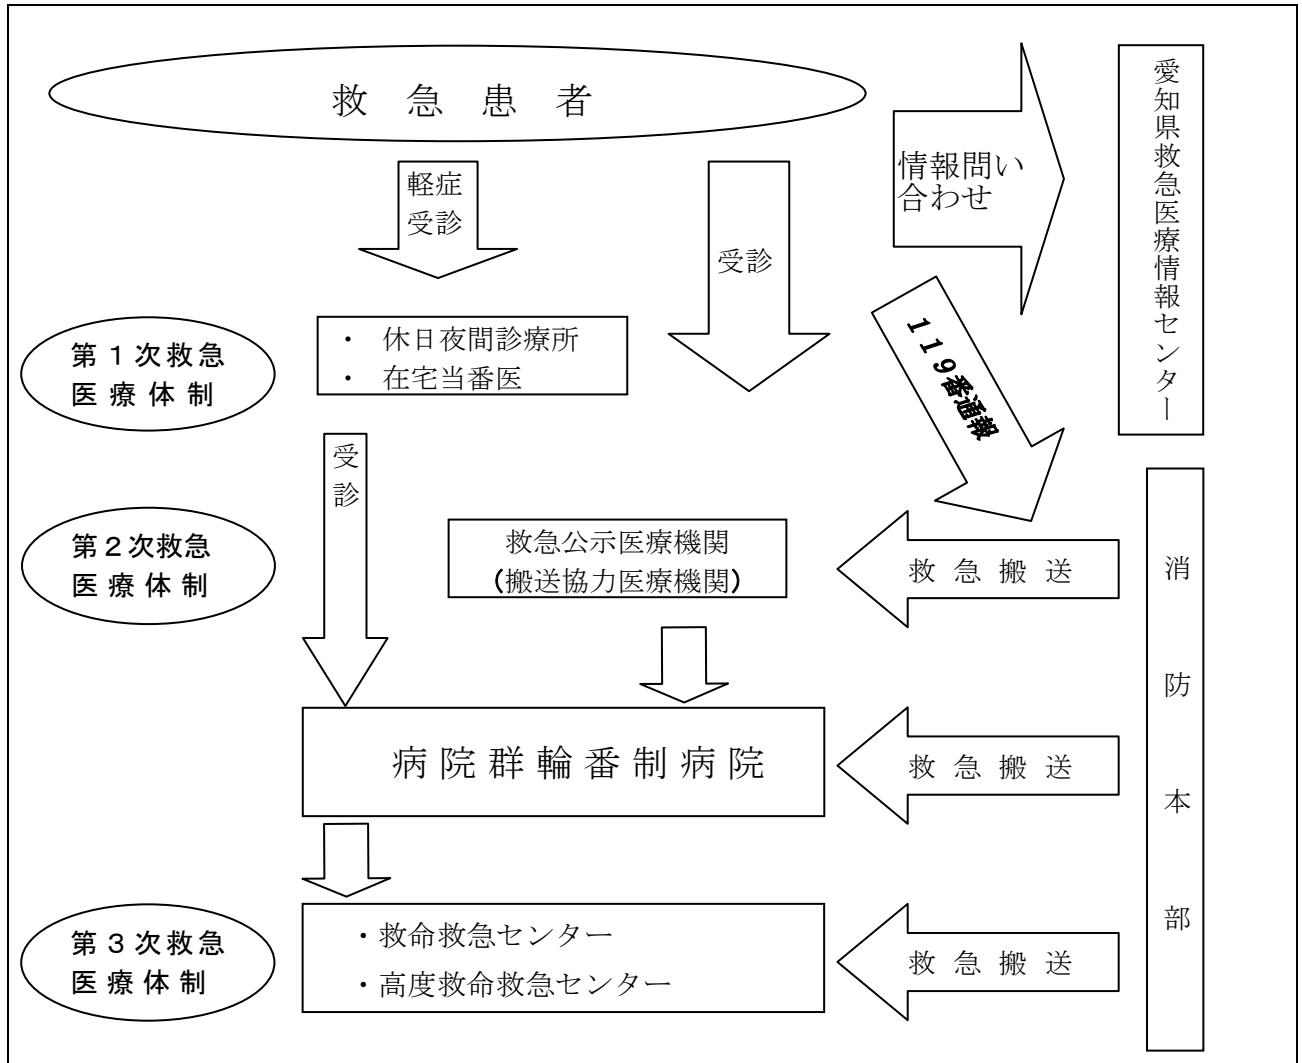 救急患者
軽症
受診
受診
情報問い
合わせ
愛知県救急医療情報センター
119番通報
第1次救急
医療体制
・ 休日夜間診療所
・ 在宅当番医
受診
第2次救急
医療体制
救急公示医療機関
(搬送協力医療機関)
救急搬送
消防本部
病院群輪番制病院
救急搬送
第3次救急
医療体制
・救命救急センター
・高度救命救急センター
救急搬送